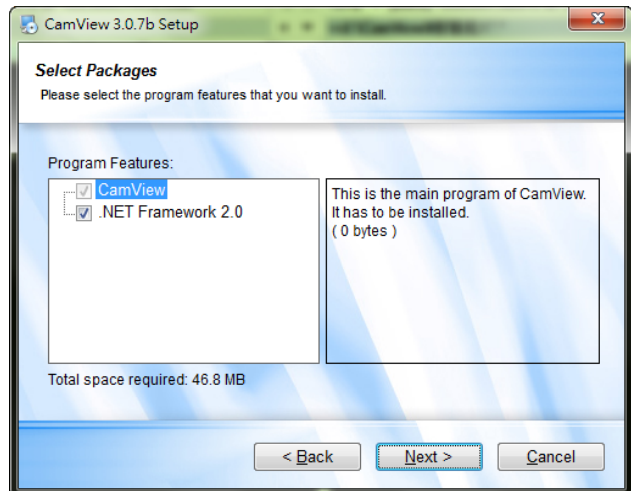 CamView 3.0.7b Setup
Select Packages
Please select the program features that you want to install.
Program Features:
CamView
.NET Framework 2.0
This is the main program of CamView.
It has to be installed.
( 0 bytes )
Total space required: 46.8 MB
< Back
Next >
Cancel